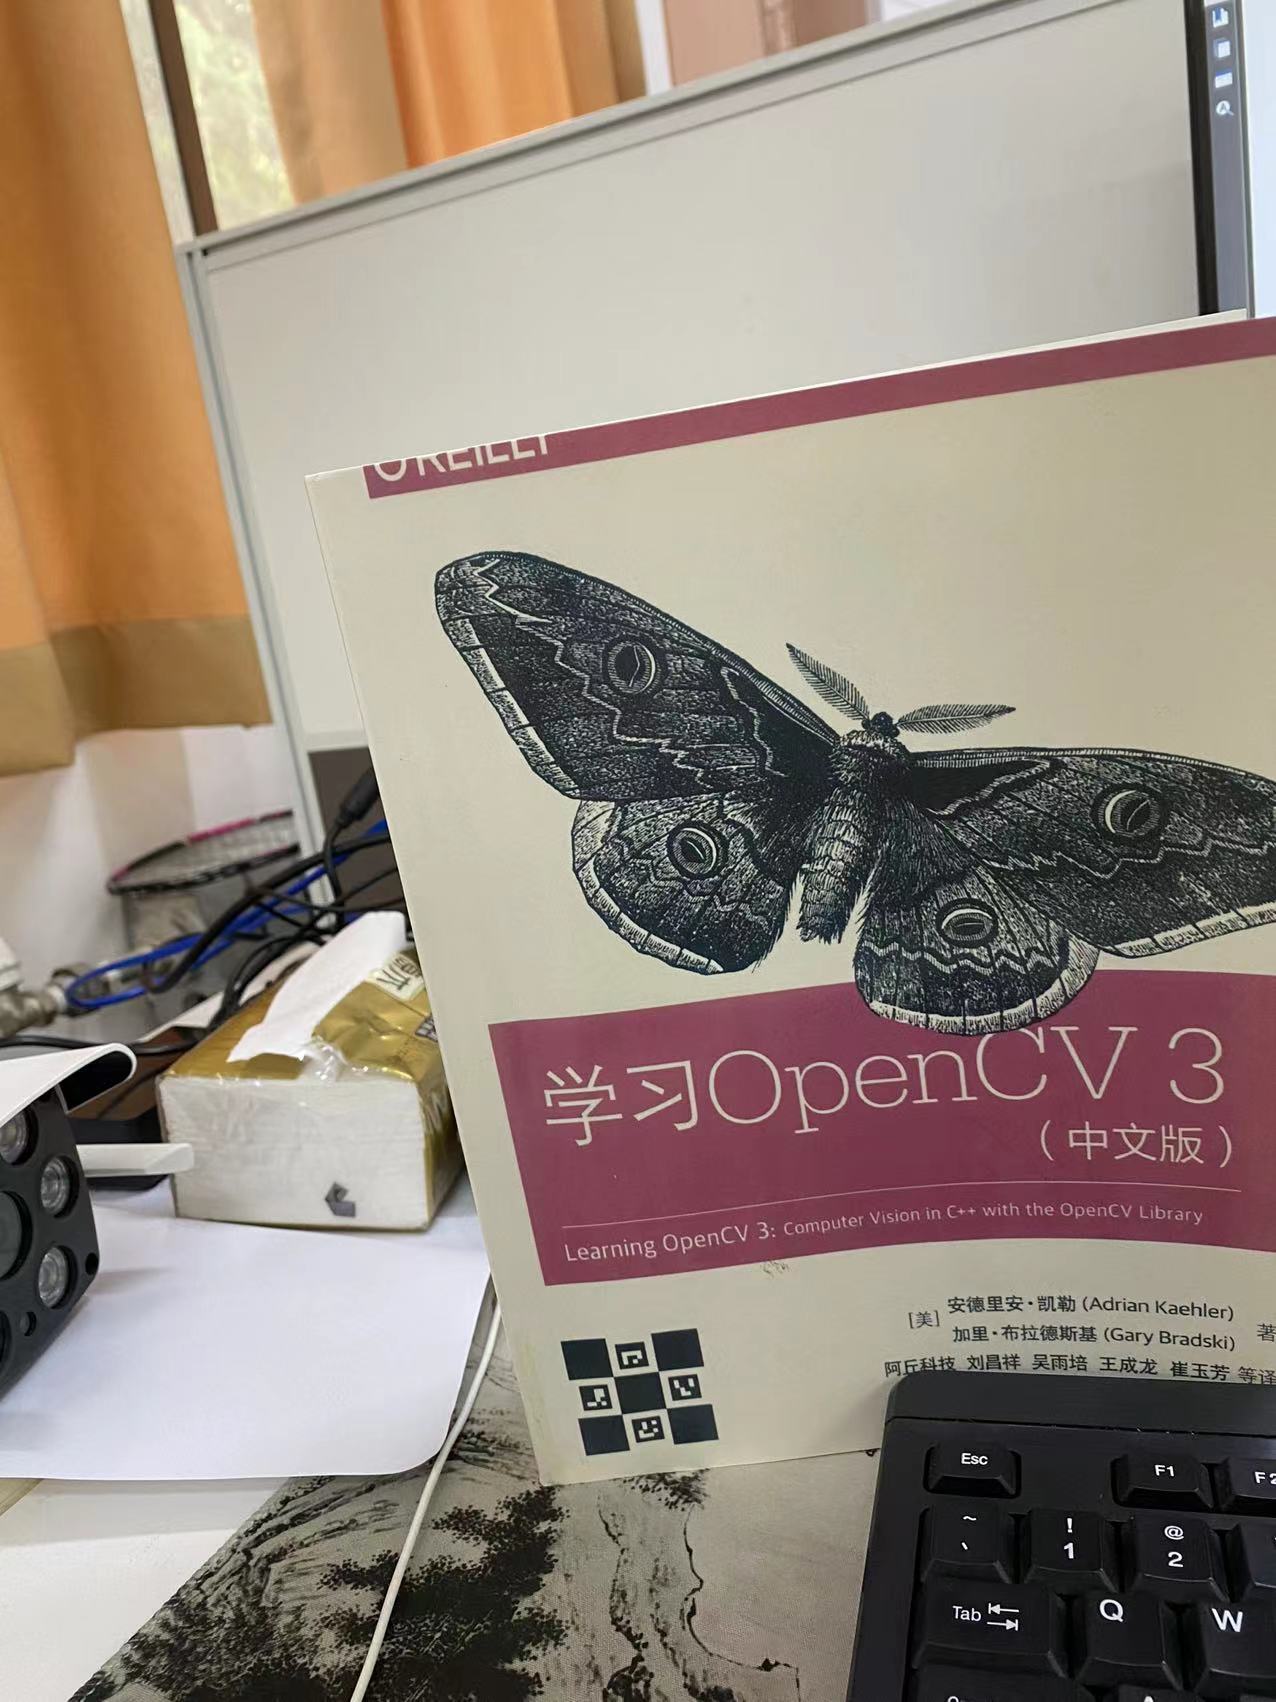 O'REILLY
学习OpenCV 3
（中文版）
Learning OpenCV 3: Computer Vision in C++ with the OpenCV Library
[美] 安德里安·凯勒 (Adrian Kaehler)
加里·布拉德斯基 (Gary Bradski) 著
阿丘科技 刘昌祥 吴雨培 王成龙 崔玉芳 等译
Esc F1 F2
~ ! @
` 1 2
Tab Q W